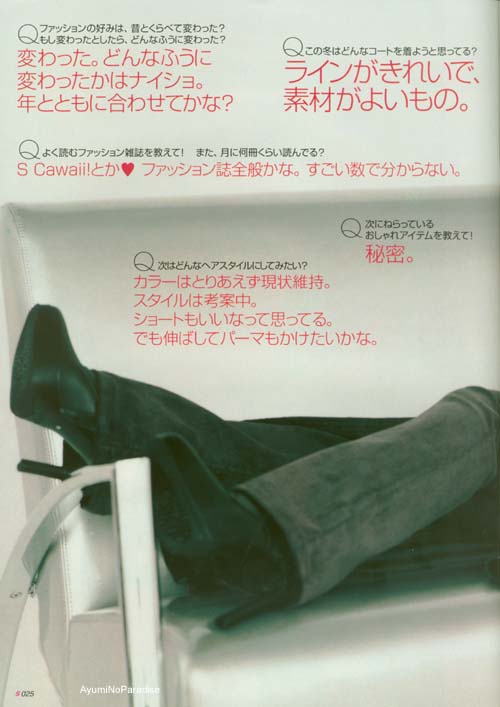 Q ファッションの好みは、昔とくらべて変わった?
もし変わったとしたら、どんなふうに変わった?
変わった。どんなふうに
変わったかはナイショ。
年とともに合わせてかな?
Q この冬はどんなコートを着ようと思ってる?
ラインがきれいで、
素材がよいもの。
Q よく読むファッション雑誌を教えて! また、月に何冊くらい読んでる?
S Cawaii!とか♥ ファッション誌全般かな。すごい数で分からない。
Q 次にねらっている
おしゃれアイテムを教えて!
秘密。
Q 次はどんなヘアスタイルにしてみたい?
カラーはとりあえず現状維持。
スタイルは考案中。
ショートもいいなって思ってる。
でも伸ばしてパーマもかけたいかな。
S 025
AyumiNoParadise